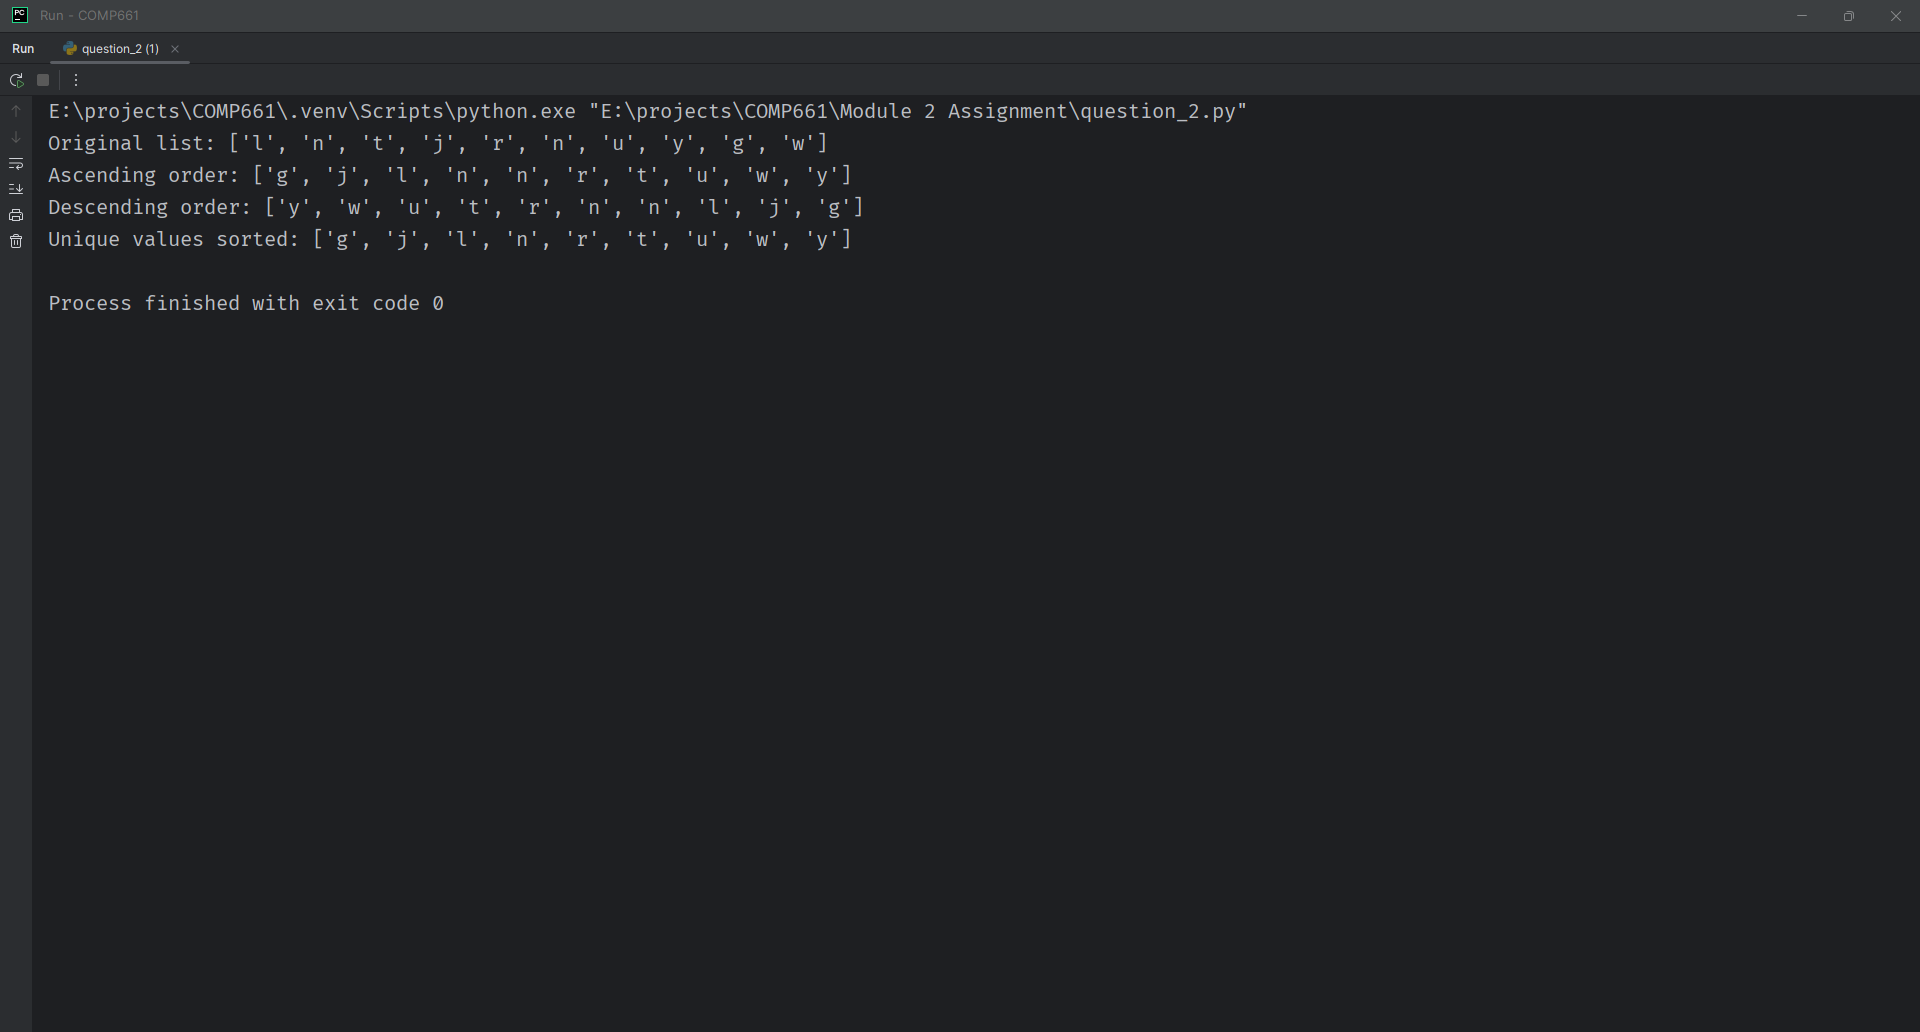 PC Run - COMP661
Run question_2 (1)
E:\projects\COMP661\.venv\Scripts\python.exe "E:\projects\COMP661\Module 2 Assignment\question_2.py"
Original list: ['l', 'n', 't', 'j', 'r', 'n', 'u', 'y', 'g', 'w']
Ascending order: ['g', 'j', 'l', 'n', 'n', 'r', 't', 'u', 'w', 'y']
Descending order: ['y', 'w', 'u', 't', 'r', 'n', 'n', 'l', 'j', 'g']
Unique values sorted: ['g', 'j', 'l', 'n', 'r', 't', 'u', 'w', 'y']
Process finished with exit code 0